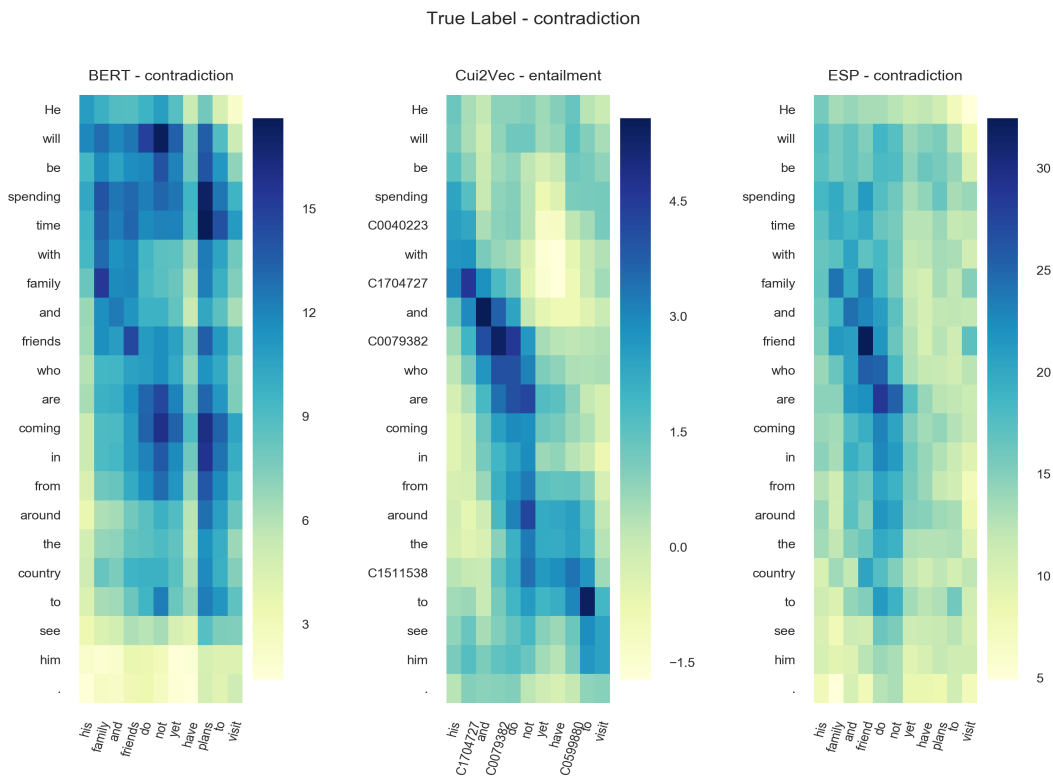 True Label - contradiction
BERT - contradiction
He
will
be
spending
time
with
family
and
friends
who
are
coming
in
from
around
the
country
to
see
him
.
his
family
and
friends
do
not
yet
have
plans
to
visit
15
12
9
6
3
Cui2Vec - entailment
He
will
be
spending
C0040223
with
C1704727
and
C0079382
who
are
coming
in
from
around
the
C1511538
to
see
him
.
his
C1704727
and
C0079382
do
not
yet
have
C0599880
to
visit
4.5
3.0
1.5
0.0
−1.5
ESP - contradiction
He
will
be
spending
time
with
family
and
friend
who
are
coming
in
from
around
the
country
to
see
him
.
his
family
and
friend
do
not
yet
have
plans
to
visit
30
25
20
15
10
5